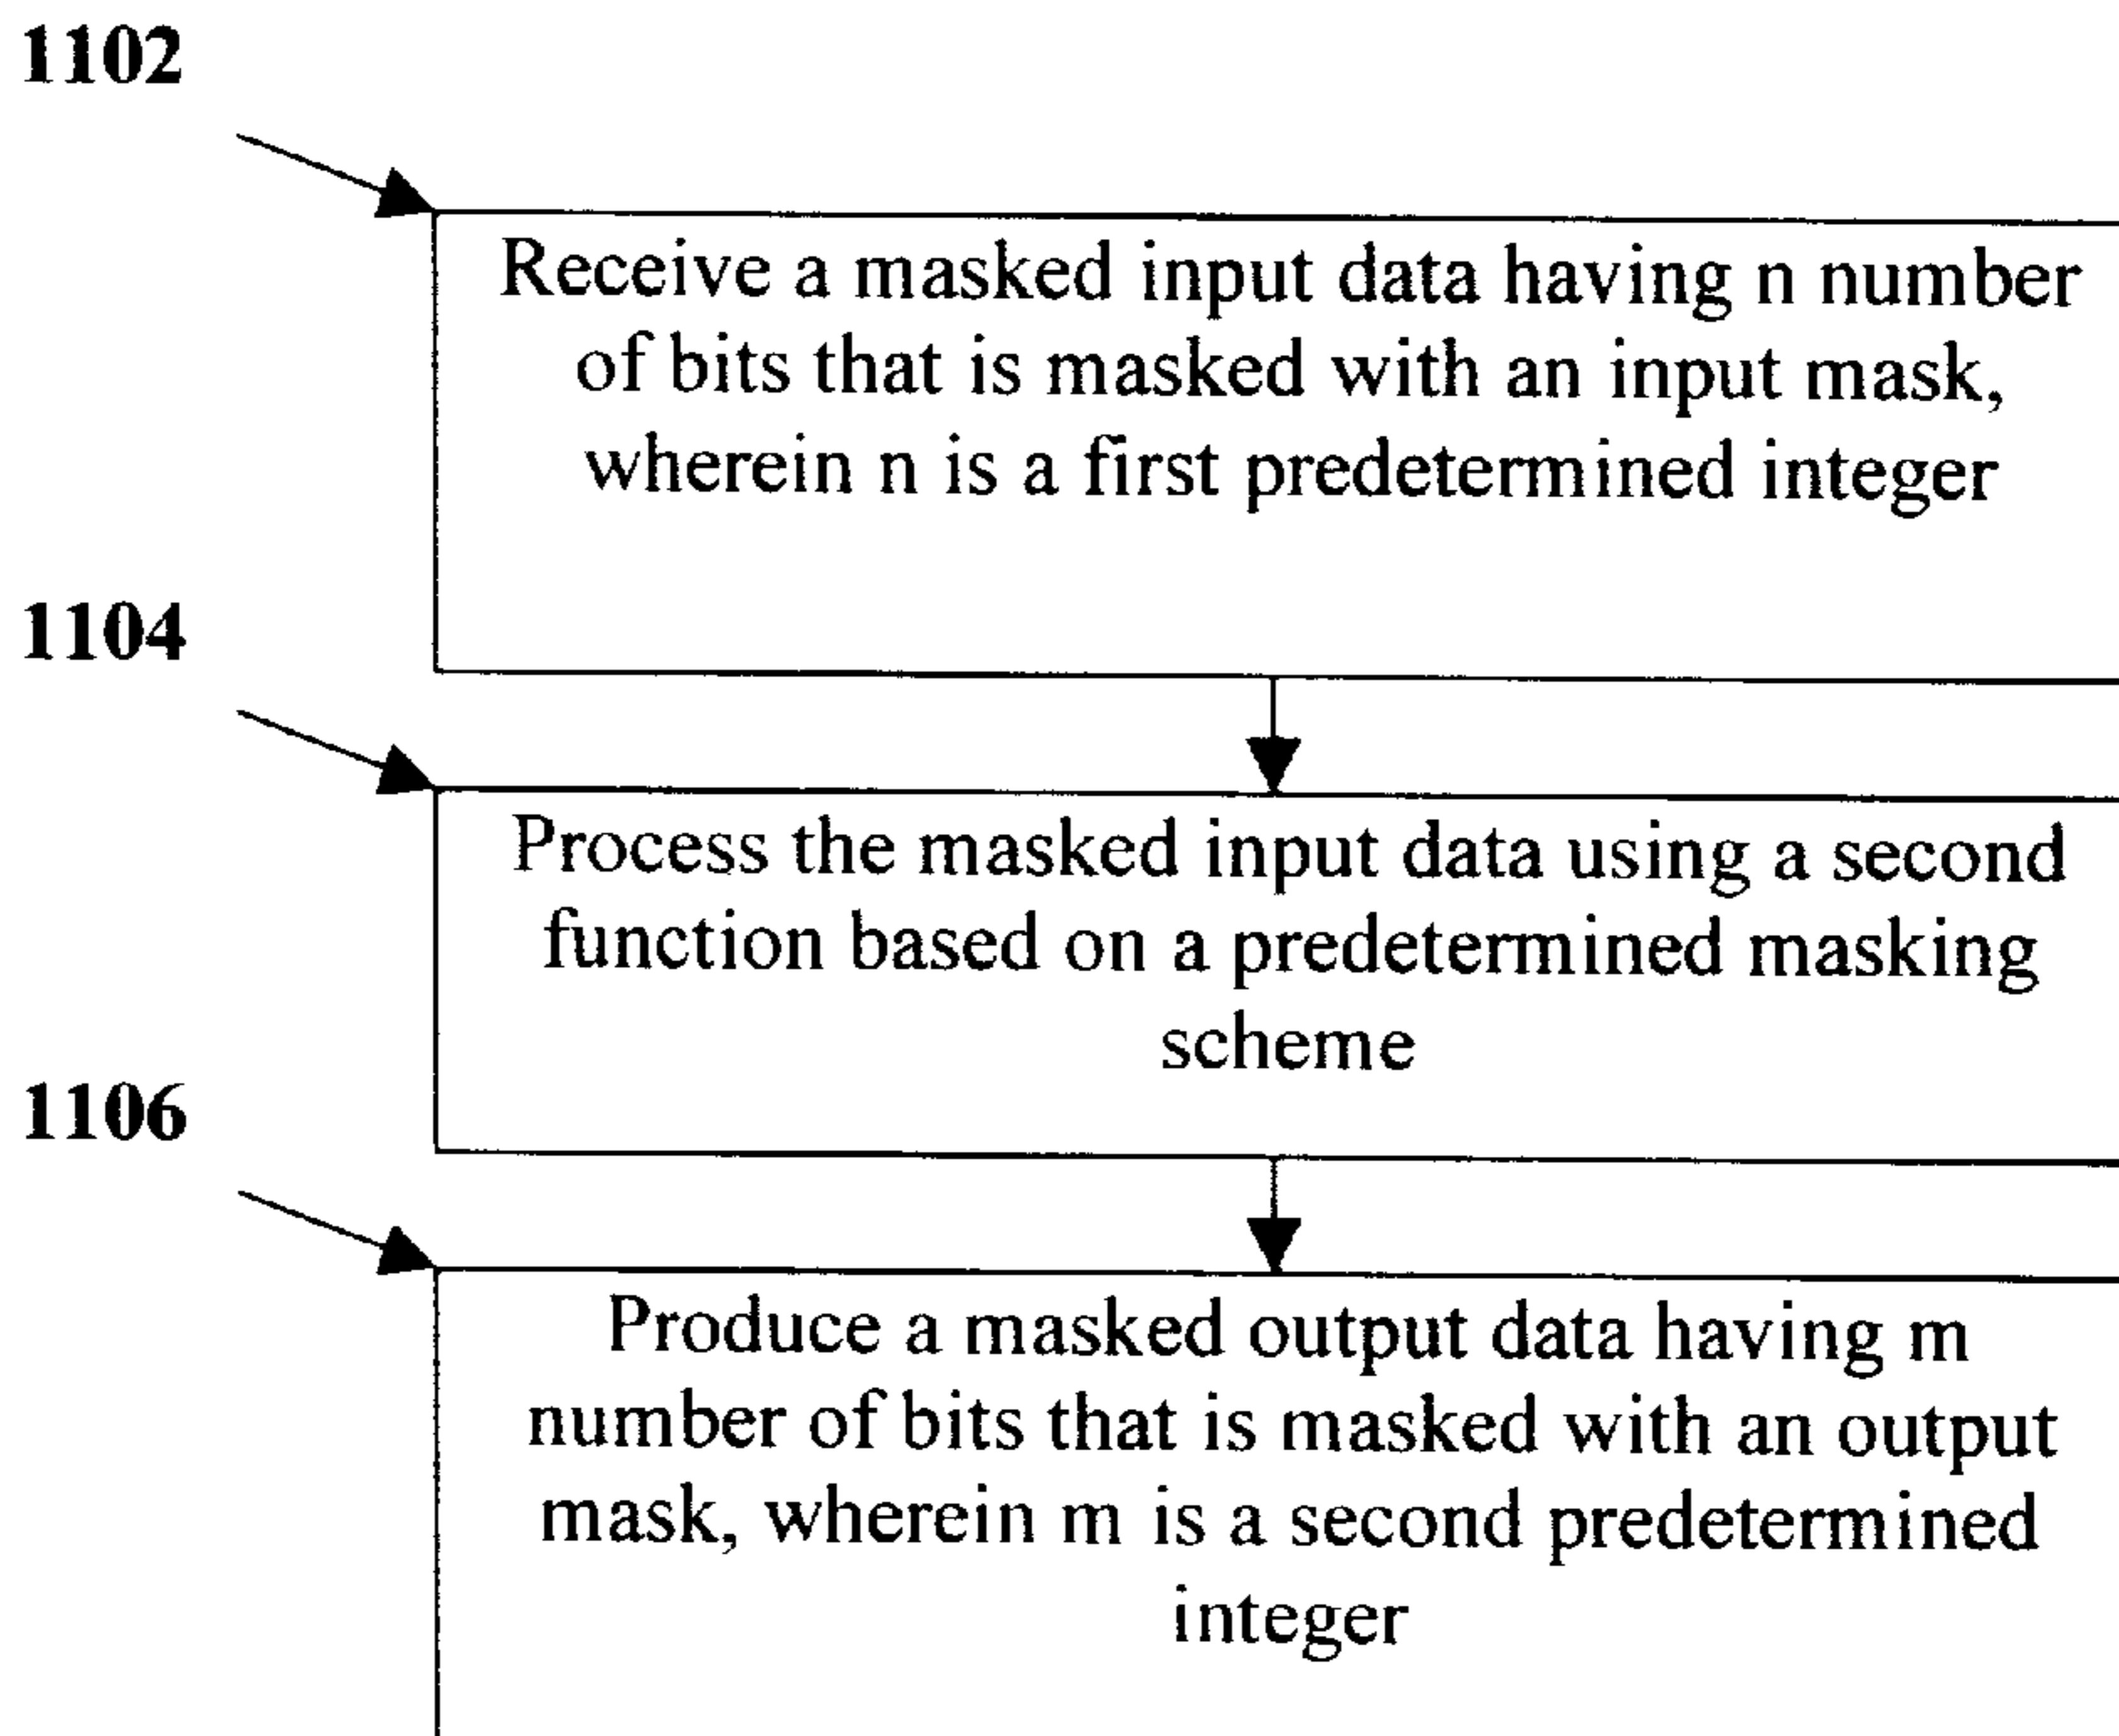 1102
Receive a masked input data having n number
of bits that is masked with an input mask,
wherein n is a first predetermined integer
1104
Process the masked input data using a second
function based on a predetermined masking
scheme
1106
Produce a masked output data having m
number of bits that is masked with an output
mask, wherein m is a second predetermined
integer